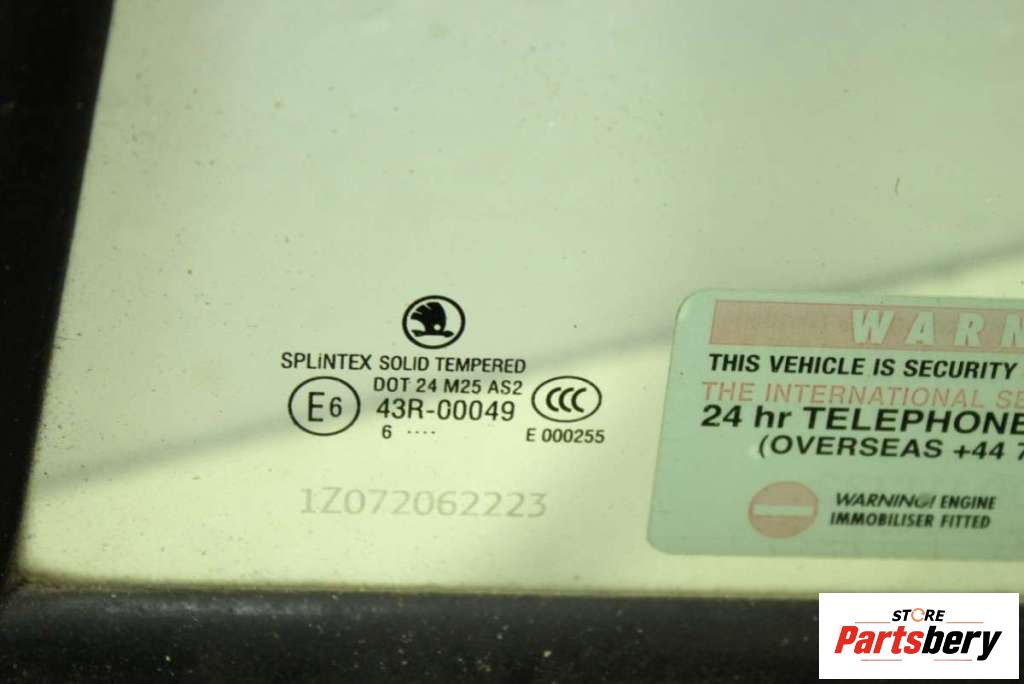 SPLiNTEX SOLID TEMPERED
DOT 24 M25 AS2
E6 43R-00049 CCC
6 ···· E 000255
1Z072062223
WARN
THIS VEHICLE IS SECURITY
THE INTERNATIONAL SE
24 hr TELEPHONE
(OVERSEAS +44 7
WARNING! ENGINE
IMMOBILISER FITTED
STORE
Partsbery